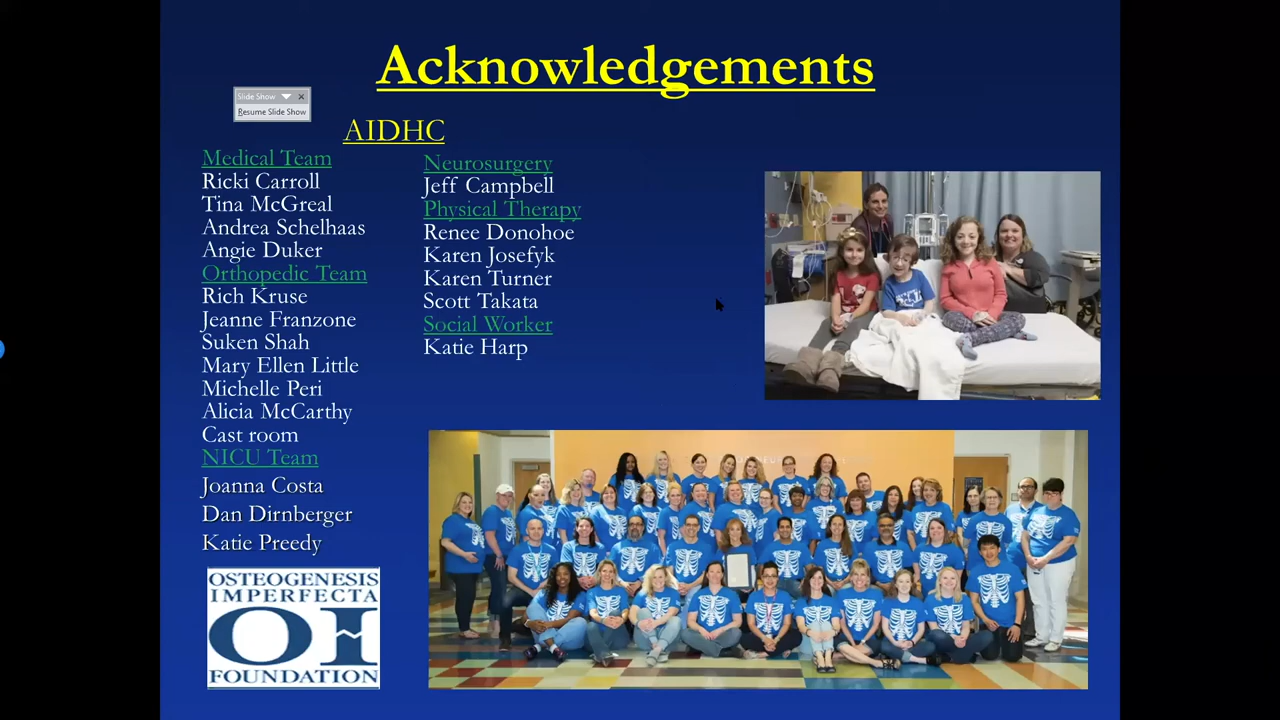 Acknowledgements
Slide Show
Resume Slide Show
AIDHC
Medical Team
Ricki Carroll
Tina McGreal
Andrea Schelhaas
Angie Duker
Orthopedic Team
Rich Kruse
Jeanne Franzone
Suken Shah
Mary Ellen Little
Michelle Peri
Alicia McCarthy
Cast room
NICU Team
Joanna Costa
Dan Dirnberger
Katie Preedy
Neurosurgery
Jeff Campbell
Physical Therapy
Renee Donohoe
Karen Josefyk
Karen Turner
Scott Takata
Social Worker
Katie Harp
OSTEOGENESIS
IMPERFECTA
OI
FOUNDATION